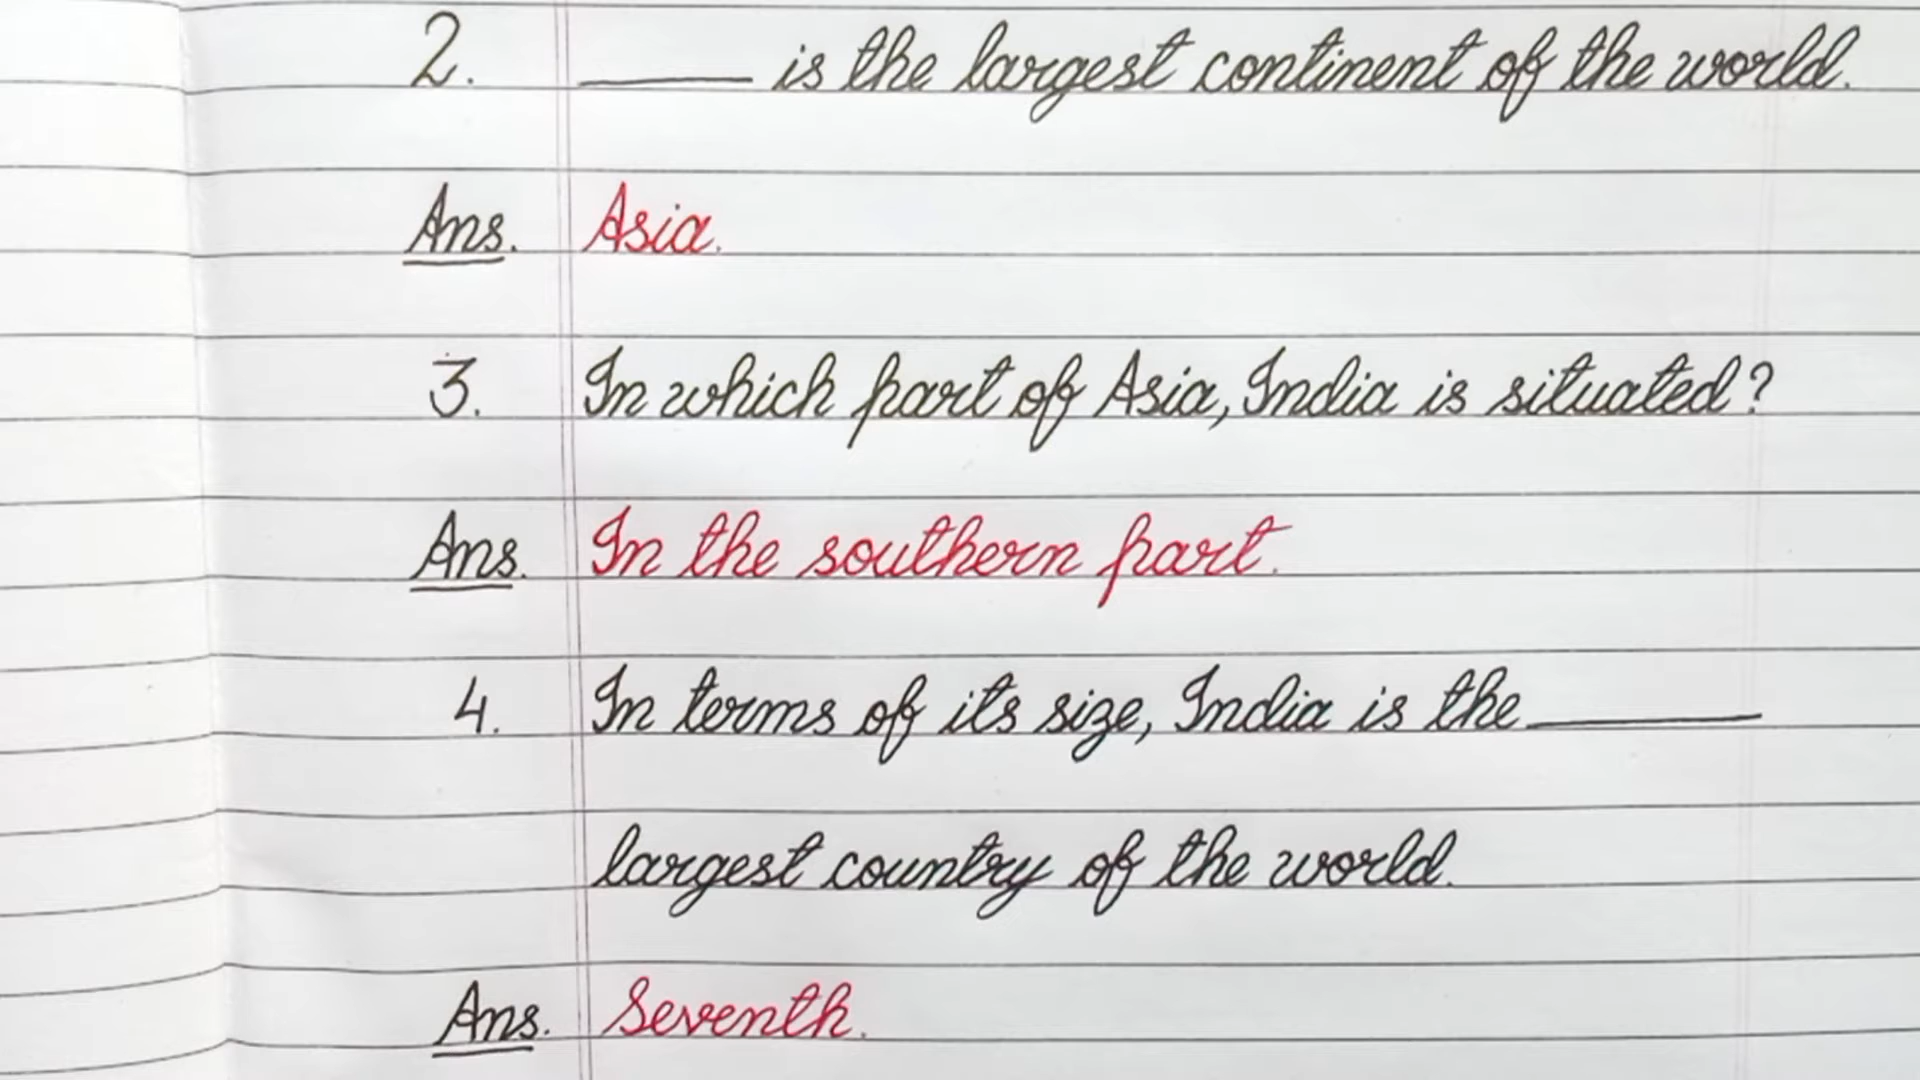 2. ______ is the largest continent of the world.
Ans. Asia.
3. In which part of Asia, India is situated?
Ans. In the southern part.
4. In terms of its size, India is the ______
largest country of the world.
Ans. Seventh.